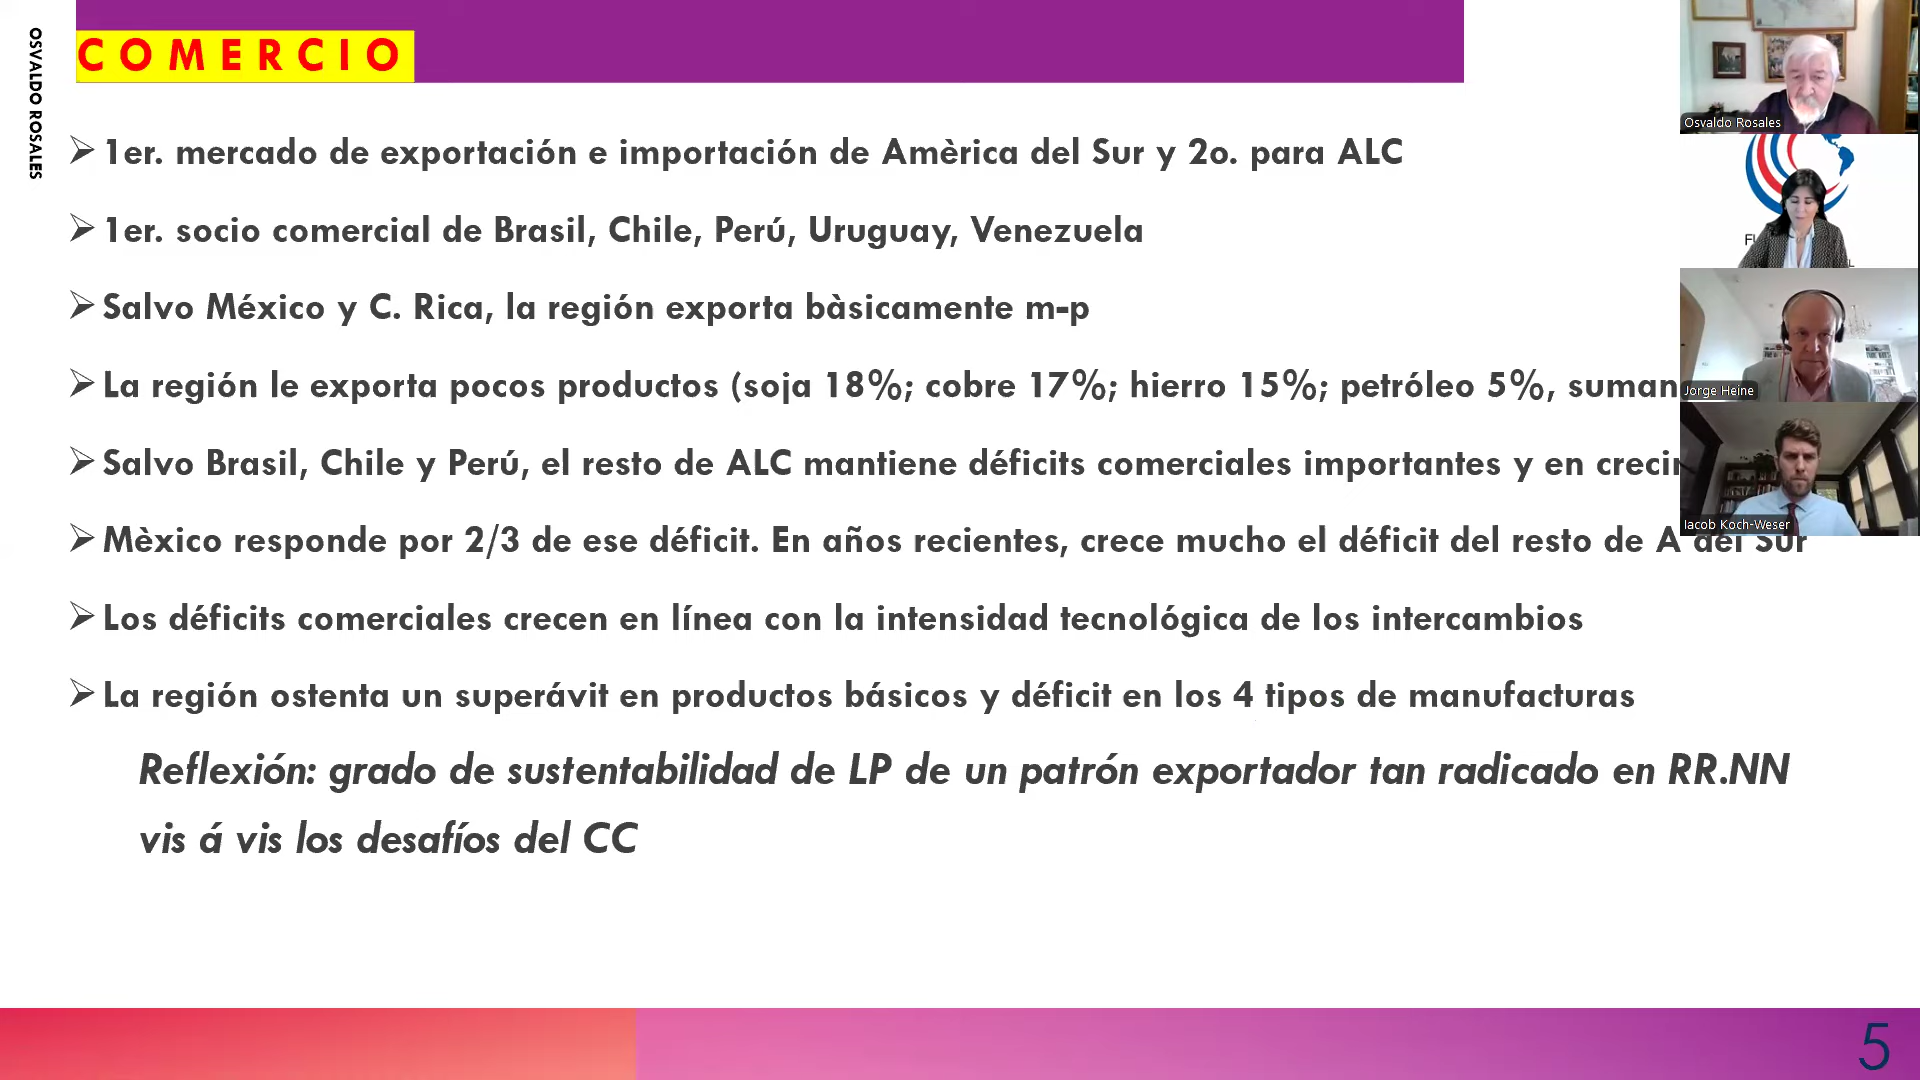 OSVALDO ROSALES
COMERCIO
1er. mercado de exportación e importación de Amèrica del Sur y 2o. para ALC
1er. socio comercial de Brasil, Chile, Perú, Uruguay, Venezuela
Salvo México y C. Rica, la región exporta bàsicamente m-p
La región le exporta pocos productos (soja 18%; cobre 17%; hierro 15%; petróleo 5%, suman
Salvo Brasil, Chile y Perú, el resto de ALC mantiene déficits comerciales importantes y en
Mèxico responde por 2/3 de ese déficit. En años recientes, crece mucho el déficit del resto de A del Sur
Los déficits comerciales crecen en línea con la intensidad tecnológica de los intercambios
La región ostenta un superávit en productos básicos y déficit en los 4 tipos de manufacturas
Reflexión: grado de sustentabilidad de LP de un patrón exportador tan radicado en RR.NN
vis á vis los desafíos del CC
5
Osvaldo Rosales
Jorge Heine
Iacob Koch-Weser